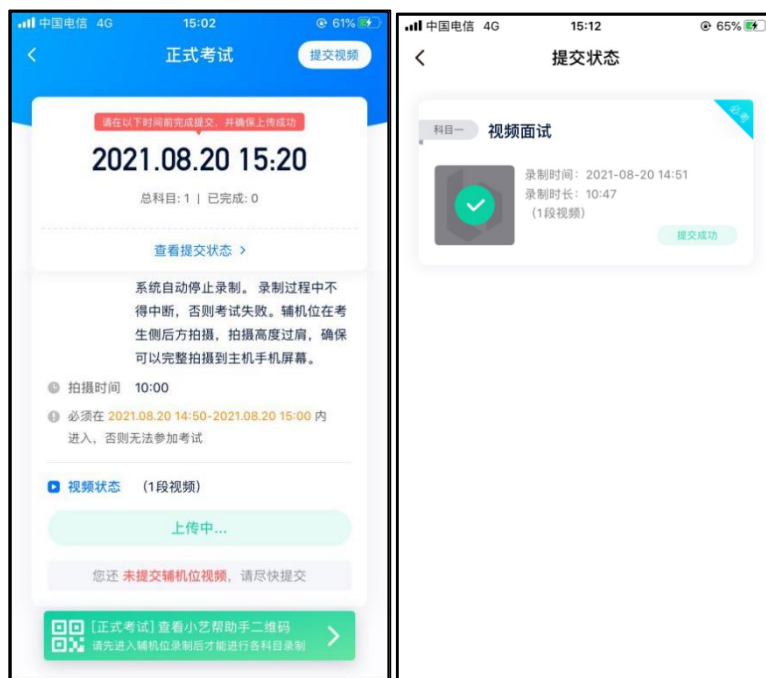 中国电信 4G 15:02 61%
正式考试 提交视频
请在以下时间前完成提交，并确保上传成功
2021.08.20 15:20
总科目: 1 | 已完成: 0
查看提交状态 >
系统自动停止录制。 录制过程中不
得中断，否则考试失败。辅机位在考
生侧后方拍摄，拍摄高度过肩，确保
可以完整拍摄到主机手机屏幕。
拍摄时间 10:00
必须在 2021.08.20 14:50-2021.08.20 15:00 内
进入，否则无法参加考试
视频状态 （1段视频）
上传中...
您还 未提交辅机位视频，请尽快提交
[正式考试] 查看小艺帮助手二维码
请先进入辅机位录制后才能进行各科目录制
中国电信 4G 15:12 65%
提交状态
必考
科目一 视频面试
录制时间：2021-08-20 14:51
录制时长：10:47
（1段视频）
提交成功